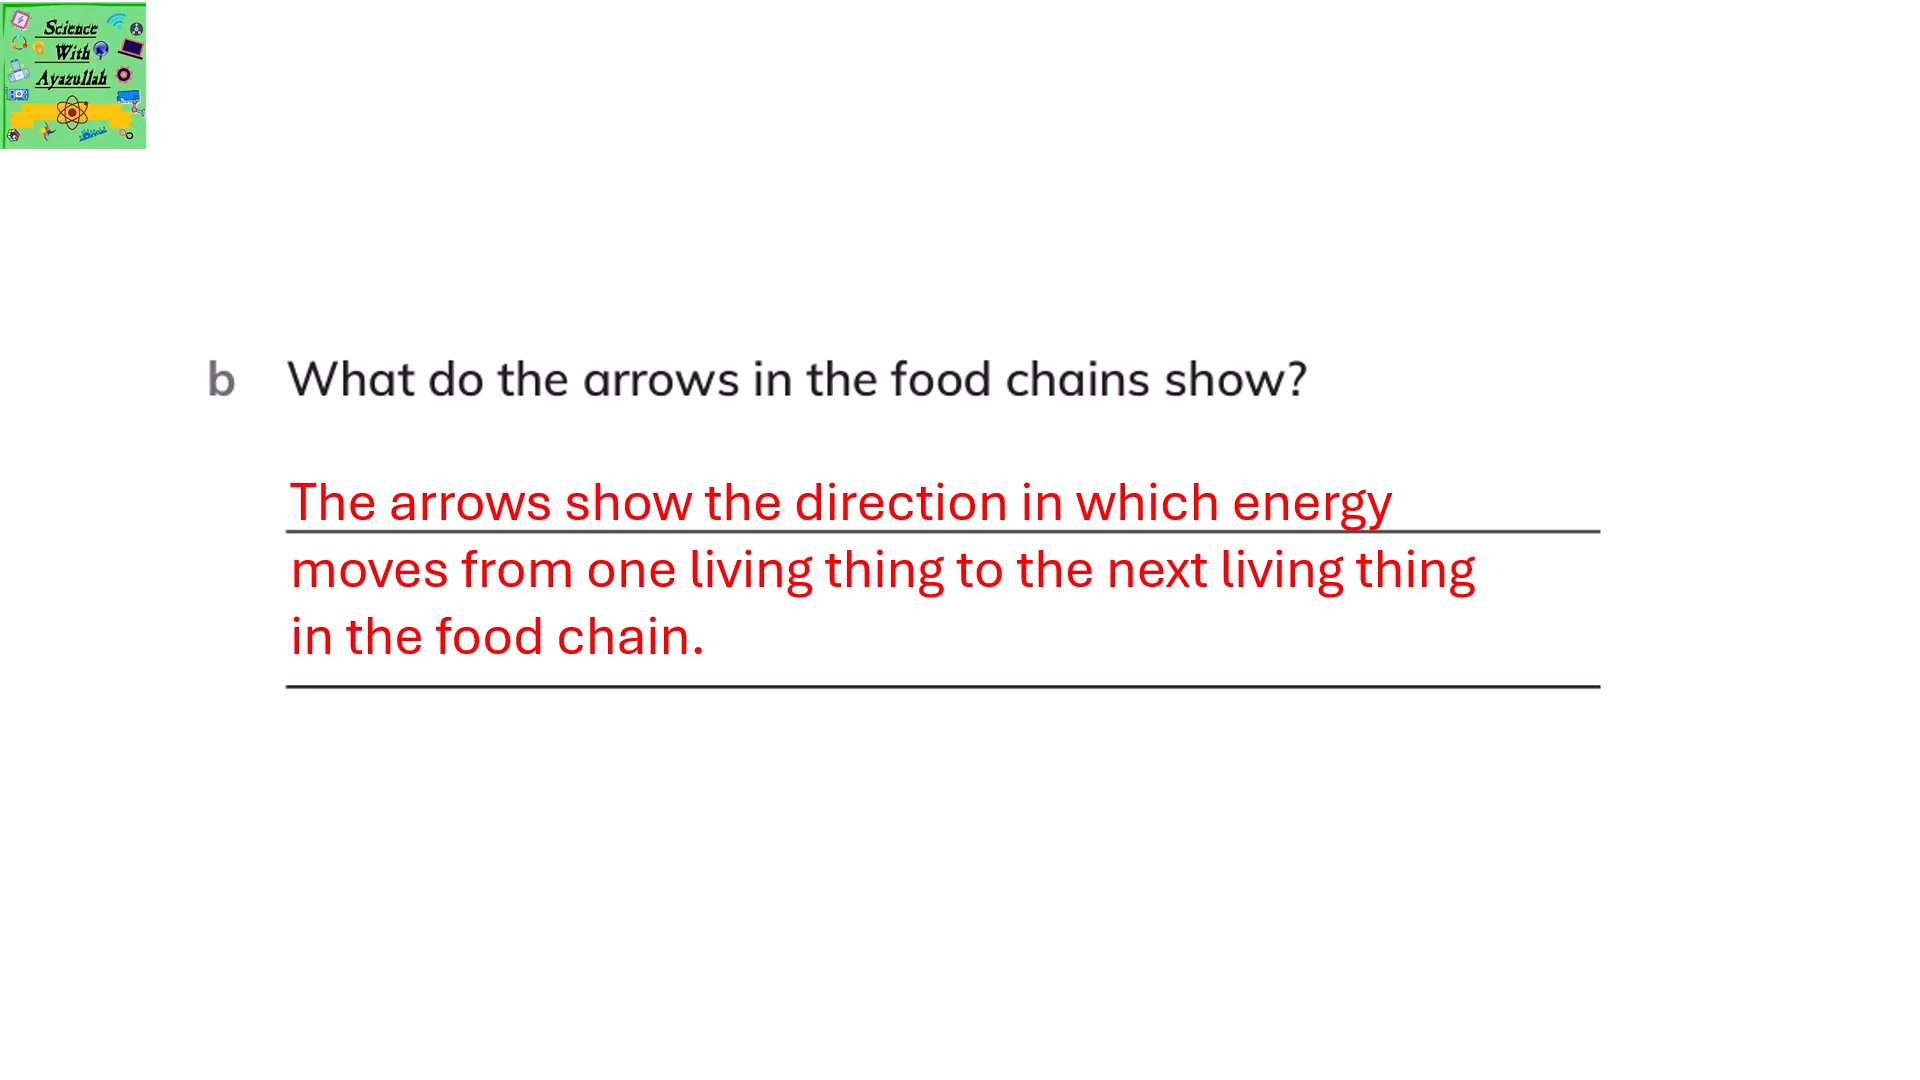 Science
With
Ayazullah
b What do the arrows in the food chains show?
The arrows show the direction in which energy
moves from one living thing to the next living thing
in the food chain.